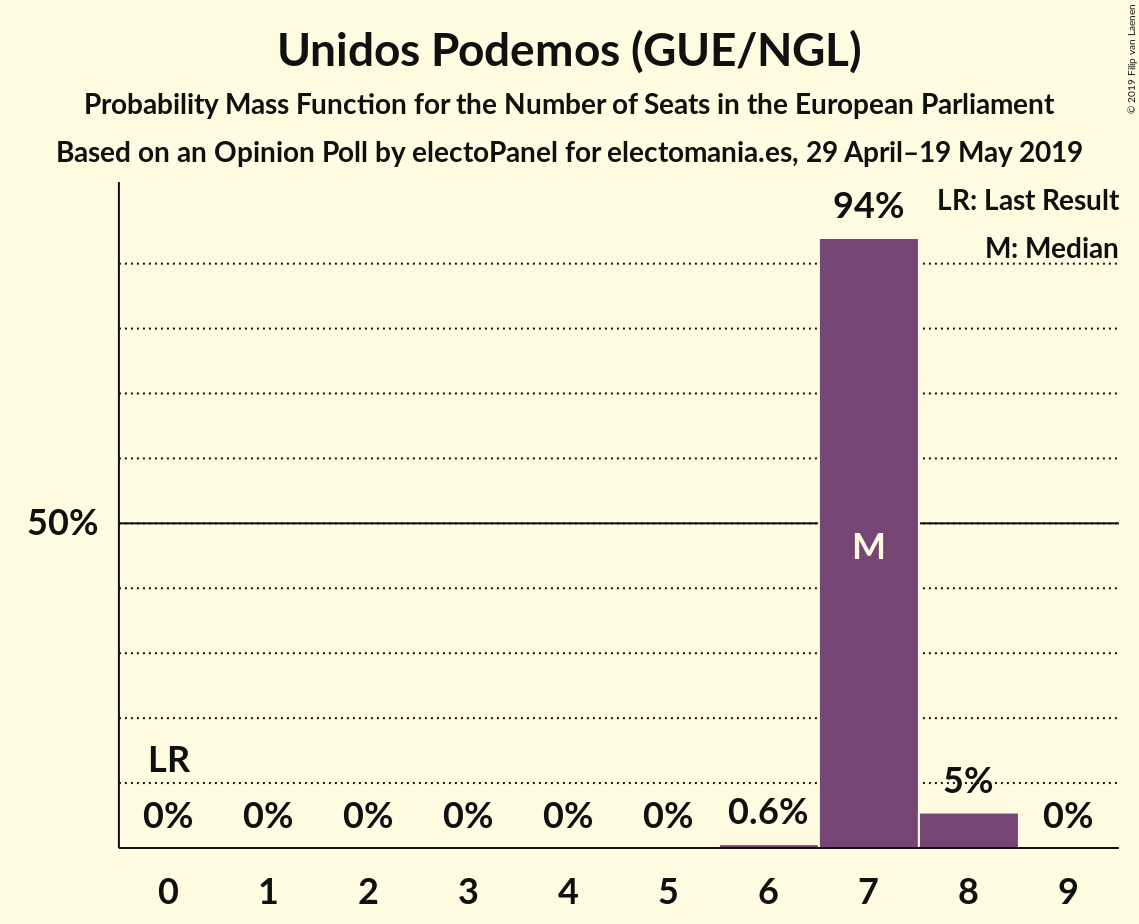 Unidos Podemos (GUE/NGL)
Probability Mass Function for the Number of Seats in the European Parliament
Based on an Opinion Poll by electoPanel for electomania.es, 29 April–19 May 2019
© 2019 Filip van Laenen
LR: Last Result
M: Median
94%
50%
M
LR
0% 0% 0% 0% 0% 0% 0.6% 5% 0%
0 1 2 3 4 5 6 7 8 9